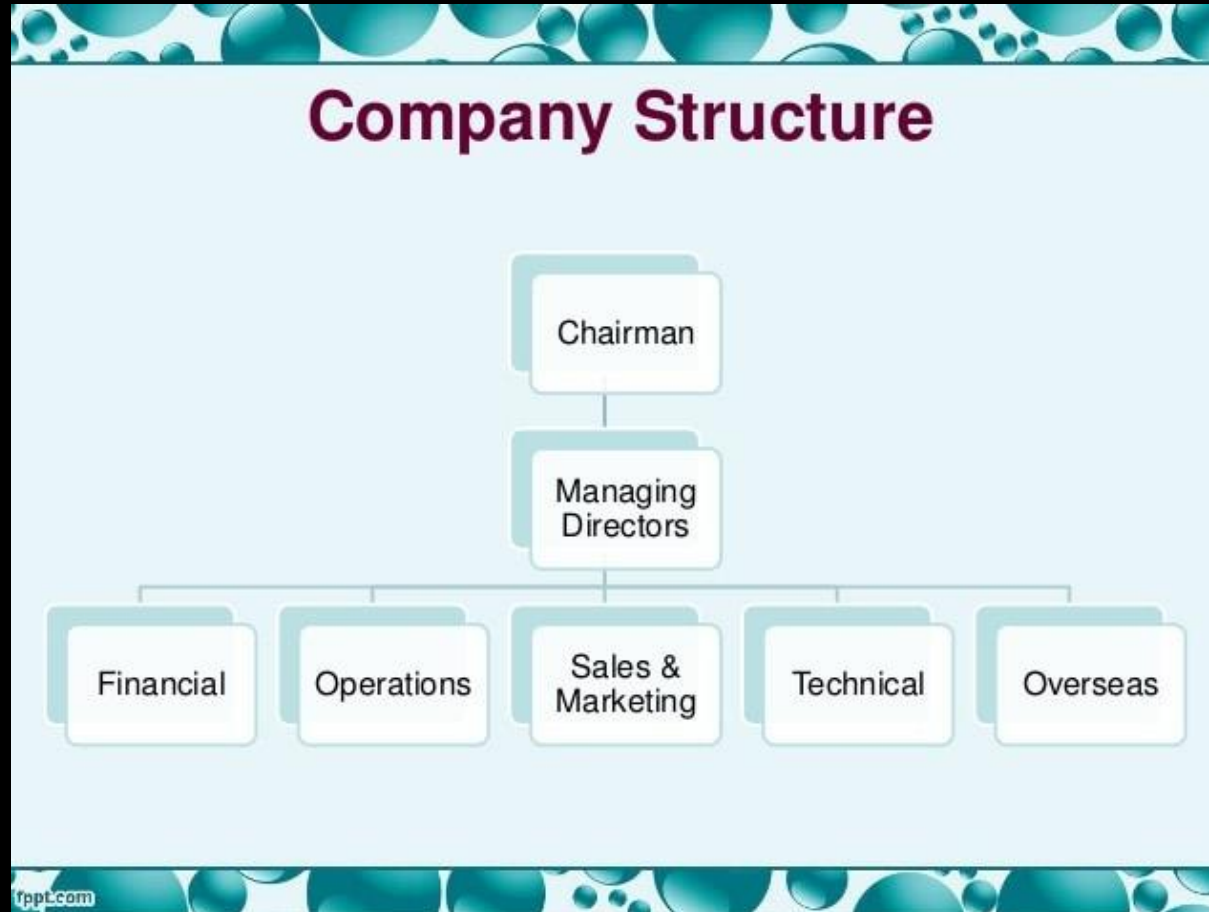 Company Structure
Chairman
Managing
Directors
Financial
Operations
Sales &
Marketing
Technical
Overseas
fppt.com